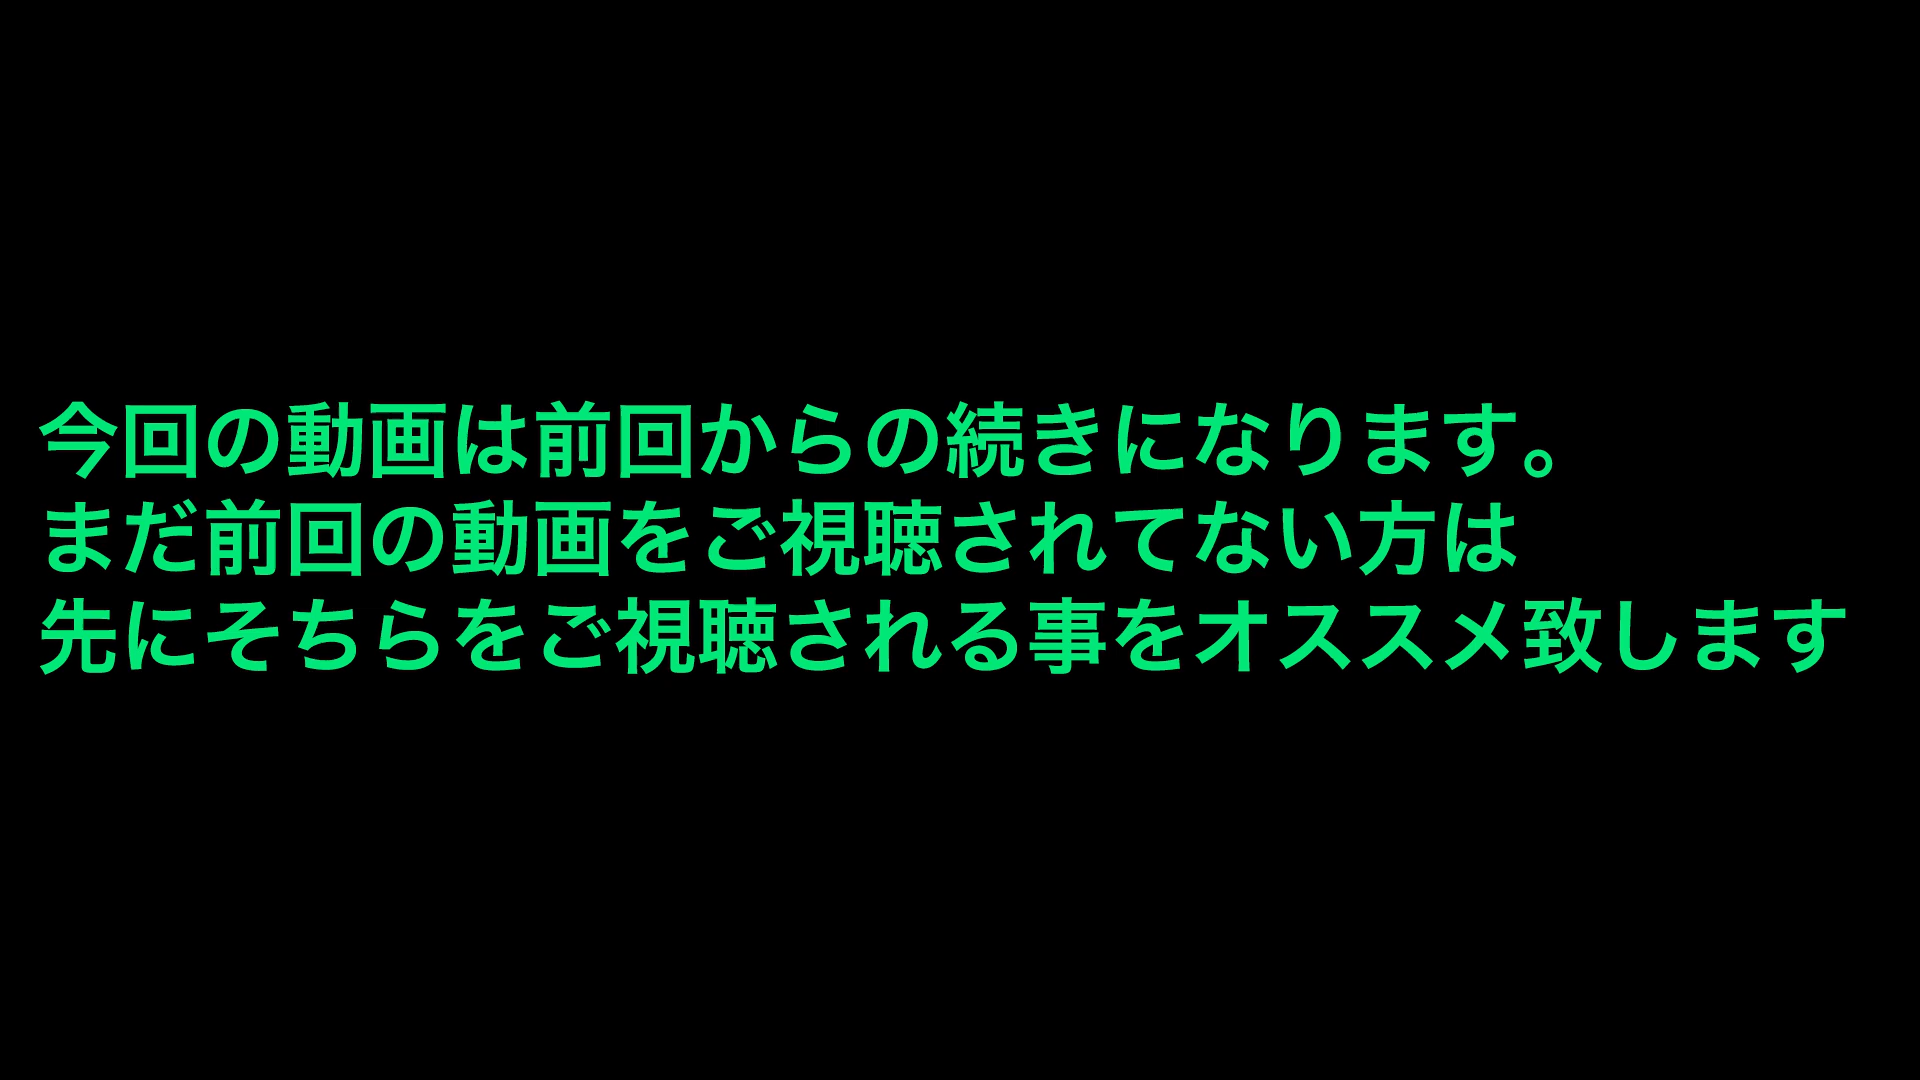 今回の動画は前回からの続きになります。
まだ前回の動画をご視聴されてない方は
先にそちらをご視聴される事をオススメ致します